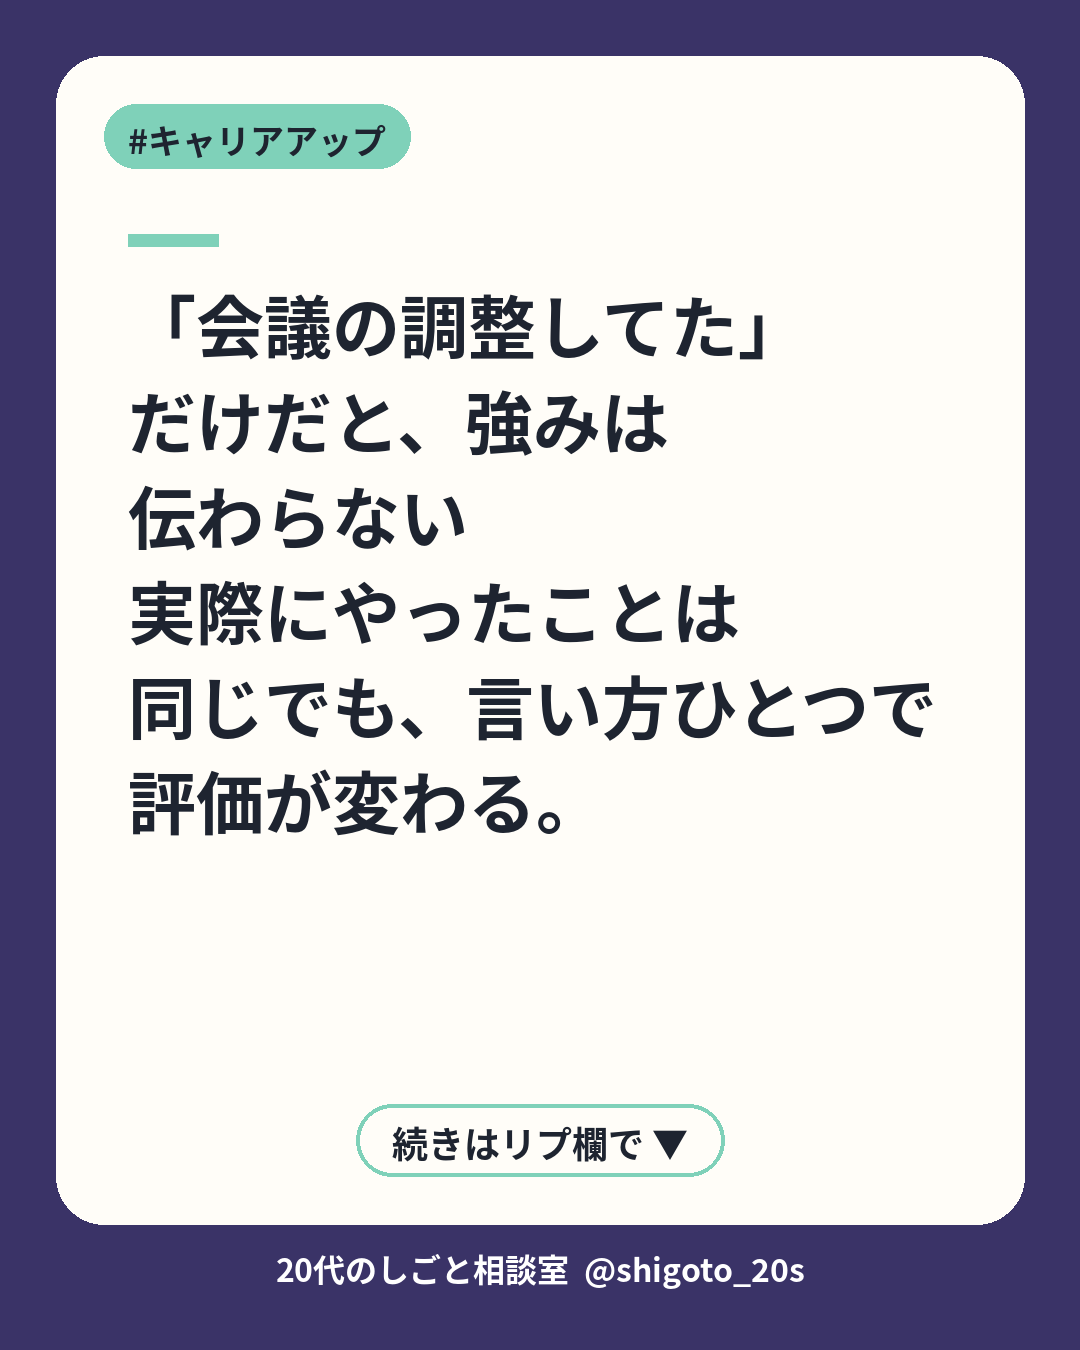 #キャリアアップ
「会議の調整してた」
だけだと、強みは
伝わらない
実際にやったことは
同じでも、言い方ひとつで
評価が変わる。
続きはリプ欄で ▼
20代のしごと相談室 @shigoto_20s